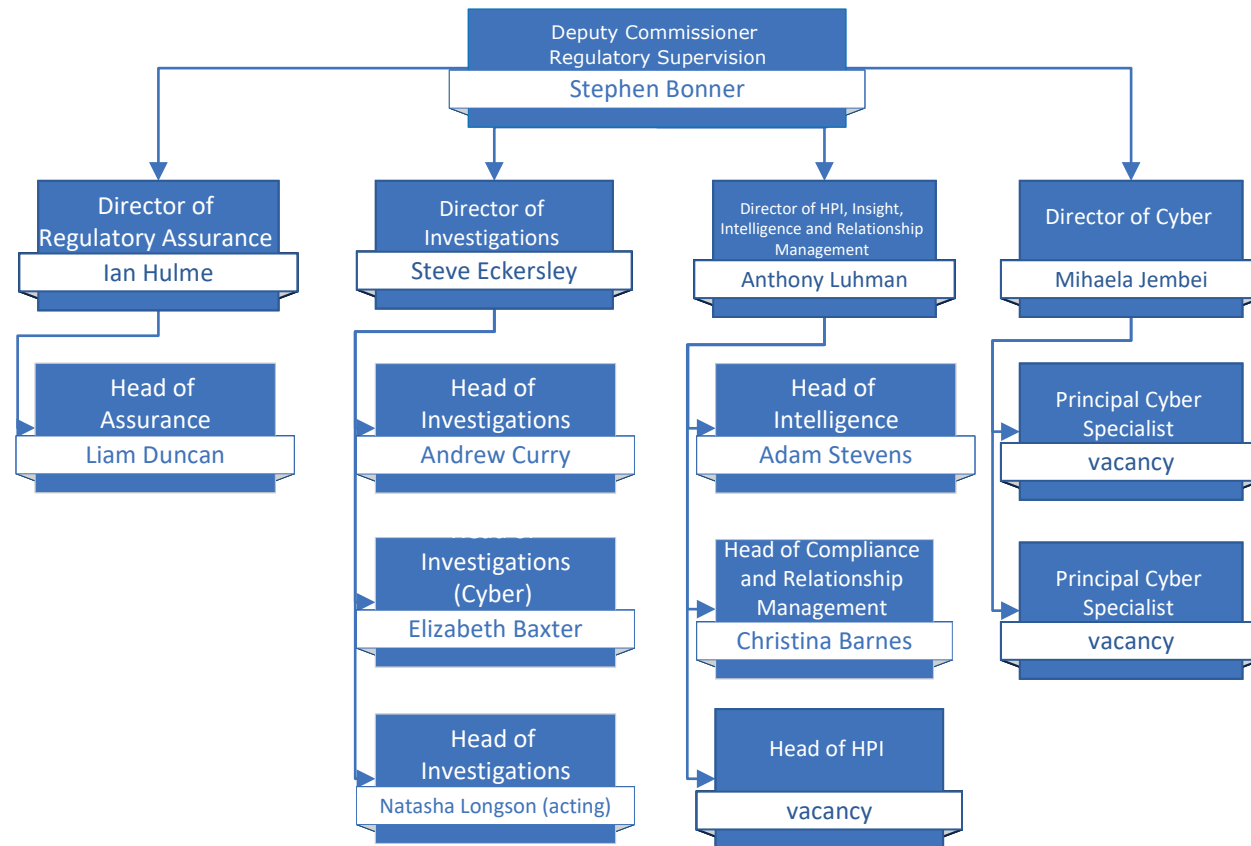 Deputy Commissioner
Regulatory Supervision
Stephen Bonner
Director of
Regulatory Assurance
Ian Hulme
Director of
Investigations
Steve Eckersley
Director of HPI, Insight,
Intelligence and Relationship
Management
Anthony Luhman
Director of Cyber
Mihaela Jembei
Head of
Assurance
Liam Duncan
Head of
Investigations
Andrew Curry
Head of
Intelligence
Adam Stevens
Principal Cyber
Specialist
vacancy
Head of
Investigations
(Cyber)
Elizabeth Baxter
Head of Compliance
and Relationship
Management
Christina Barnes
Principal Cyber
Specialist
vacancy
Head of
Investigations
Natasha Longson (acting)
Head of HPI
vacancy